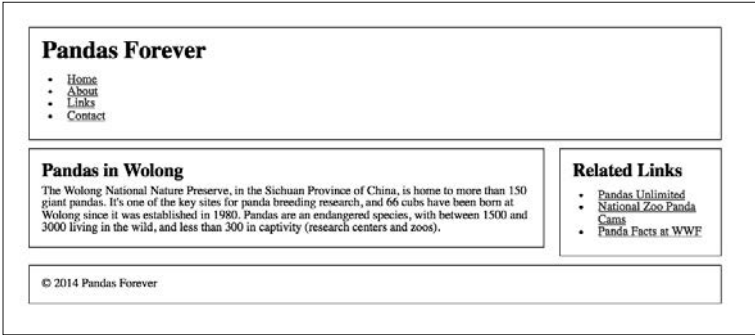 Pandas Forever
• Home
• About
• Links
• Contact
Pandas in Wolong
The Wolong National Nature Preserve, in the Sichuan Province of China, is home to more than 150
giant pandas. It's one of the key sites for panda breeding research, and 66 cubs have been born at
Wolong since it was established in 1980. Pandas are an endangered species, with between 1500 and
3000 living in the wild, and less than 300 in captivity (research centers and zoos).
Related Links
• Pandas Unlimited
• National Zoo Panda
Cams
• Panda Facts at WWF
© 2014 Pandas Forever